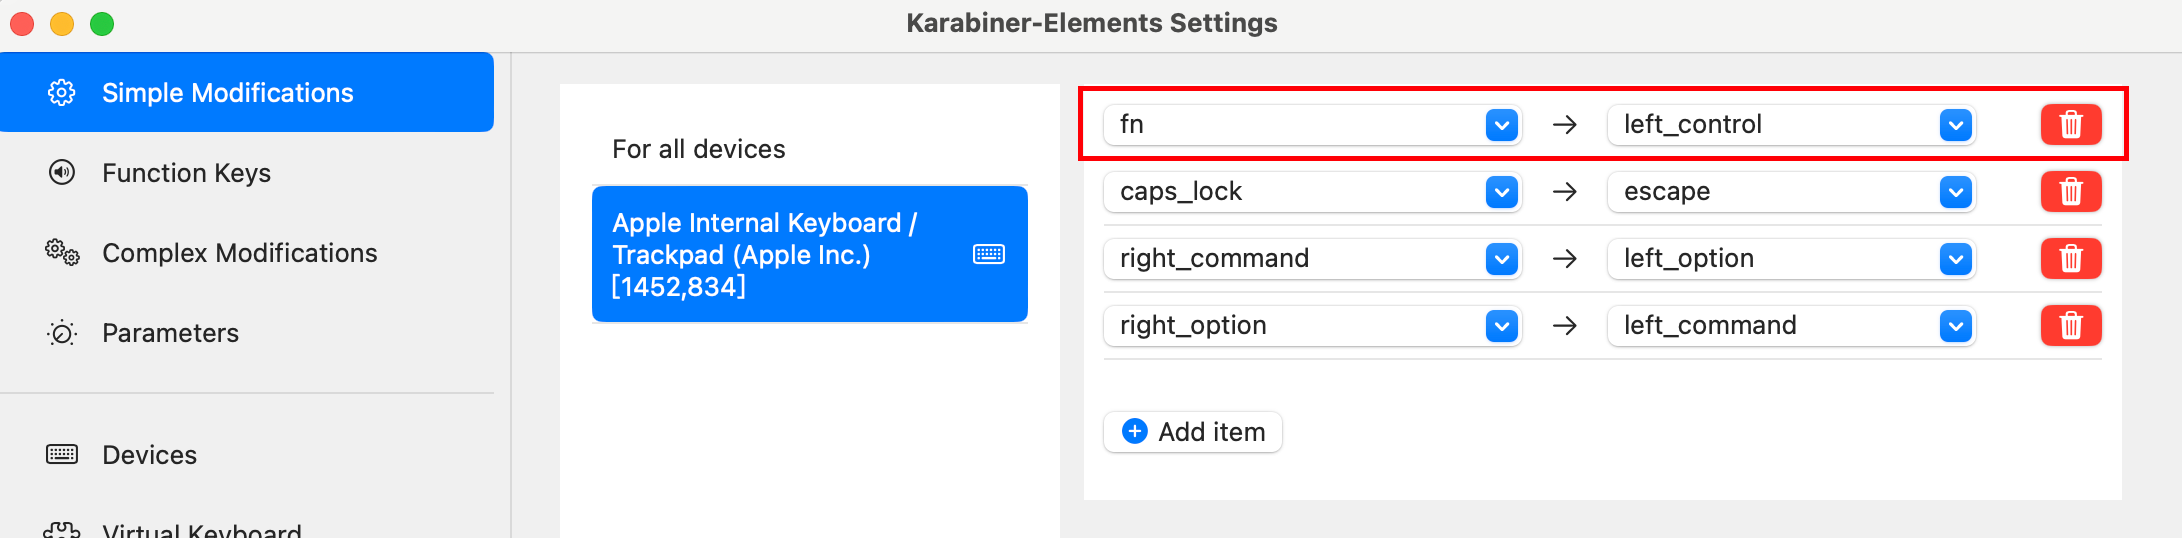 Karabiner-Elements Settings
Simple Modifications
Function Keys
Complex Modifications
Parameters
Devices
Virtual Keyboard
For all devices
Apple Internal Keyboard /
Trackpad (Apple Inc.)
[1452,834]
fn → left_control
caps_lock → escape
right_command → left_option
right_option → left_command
Add item